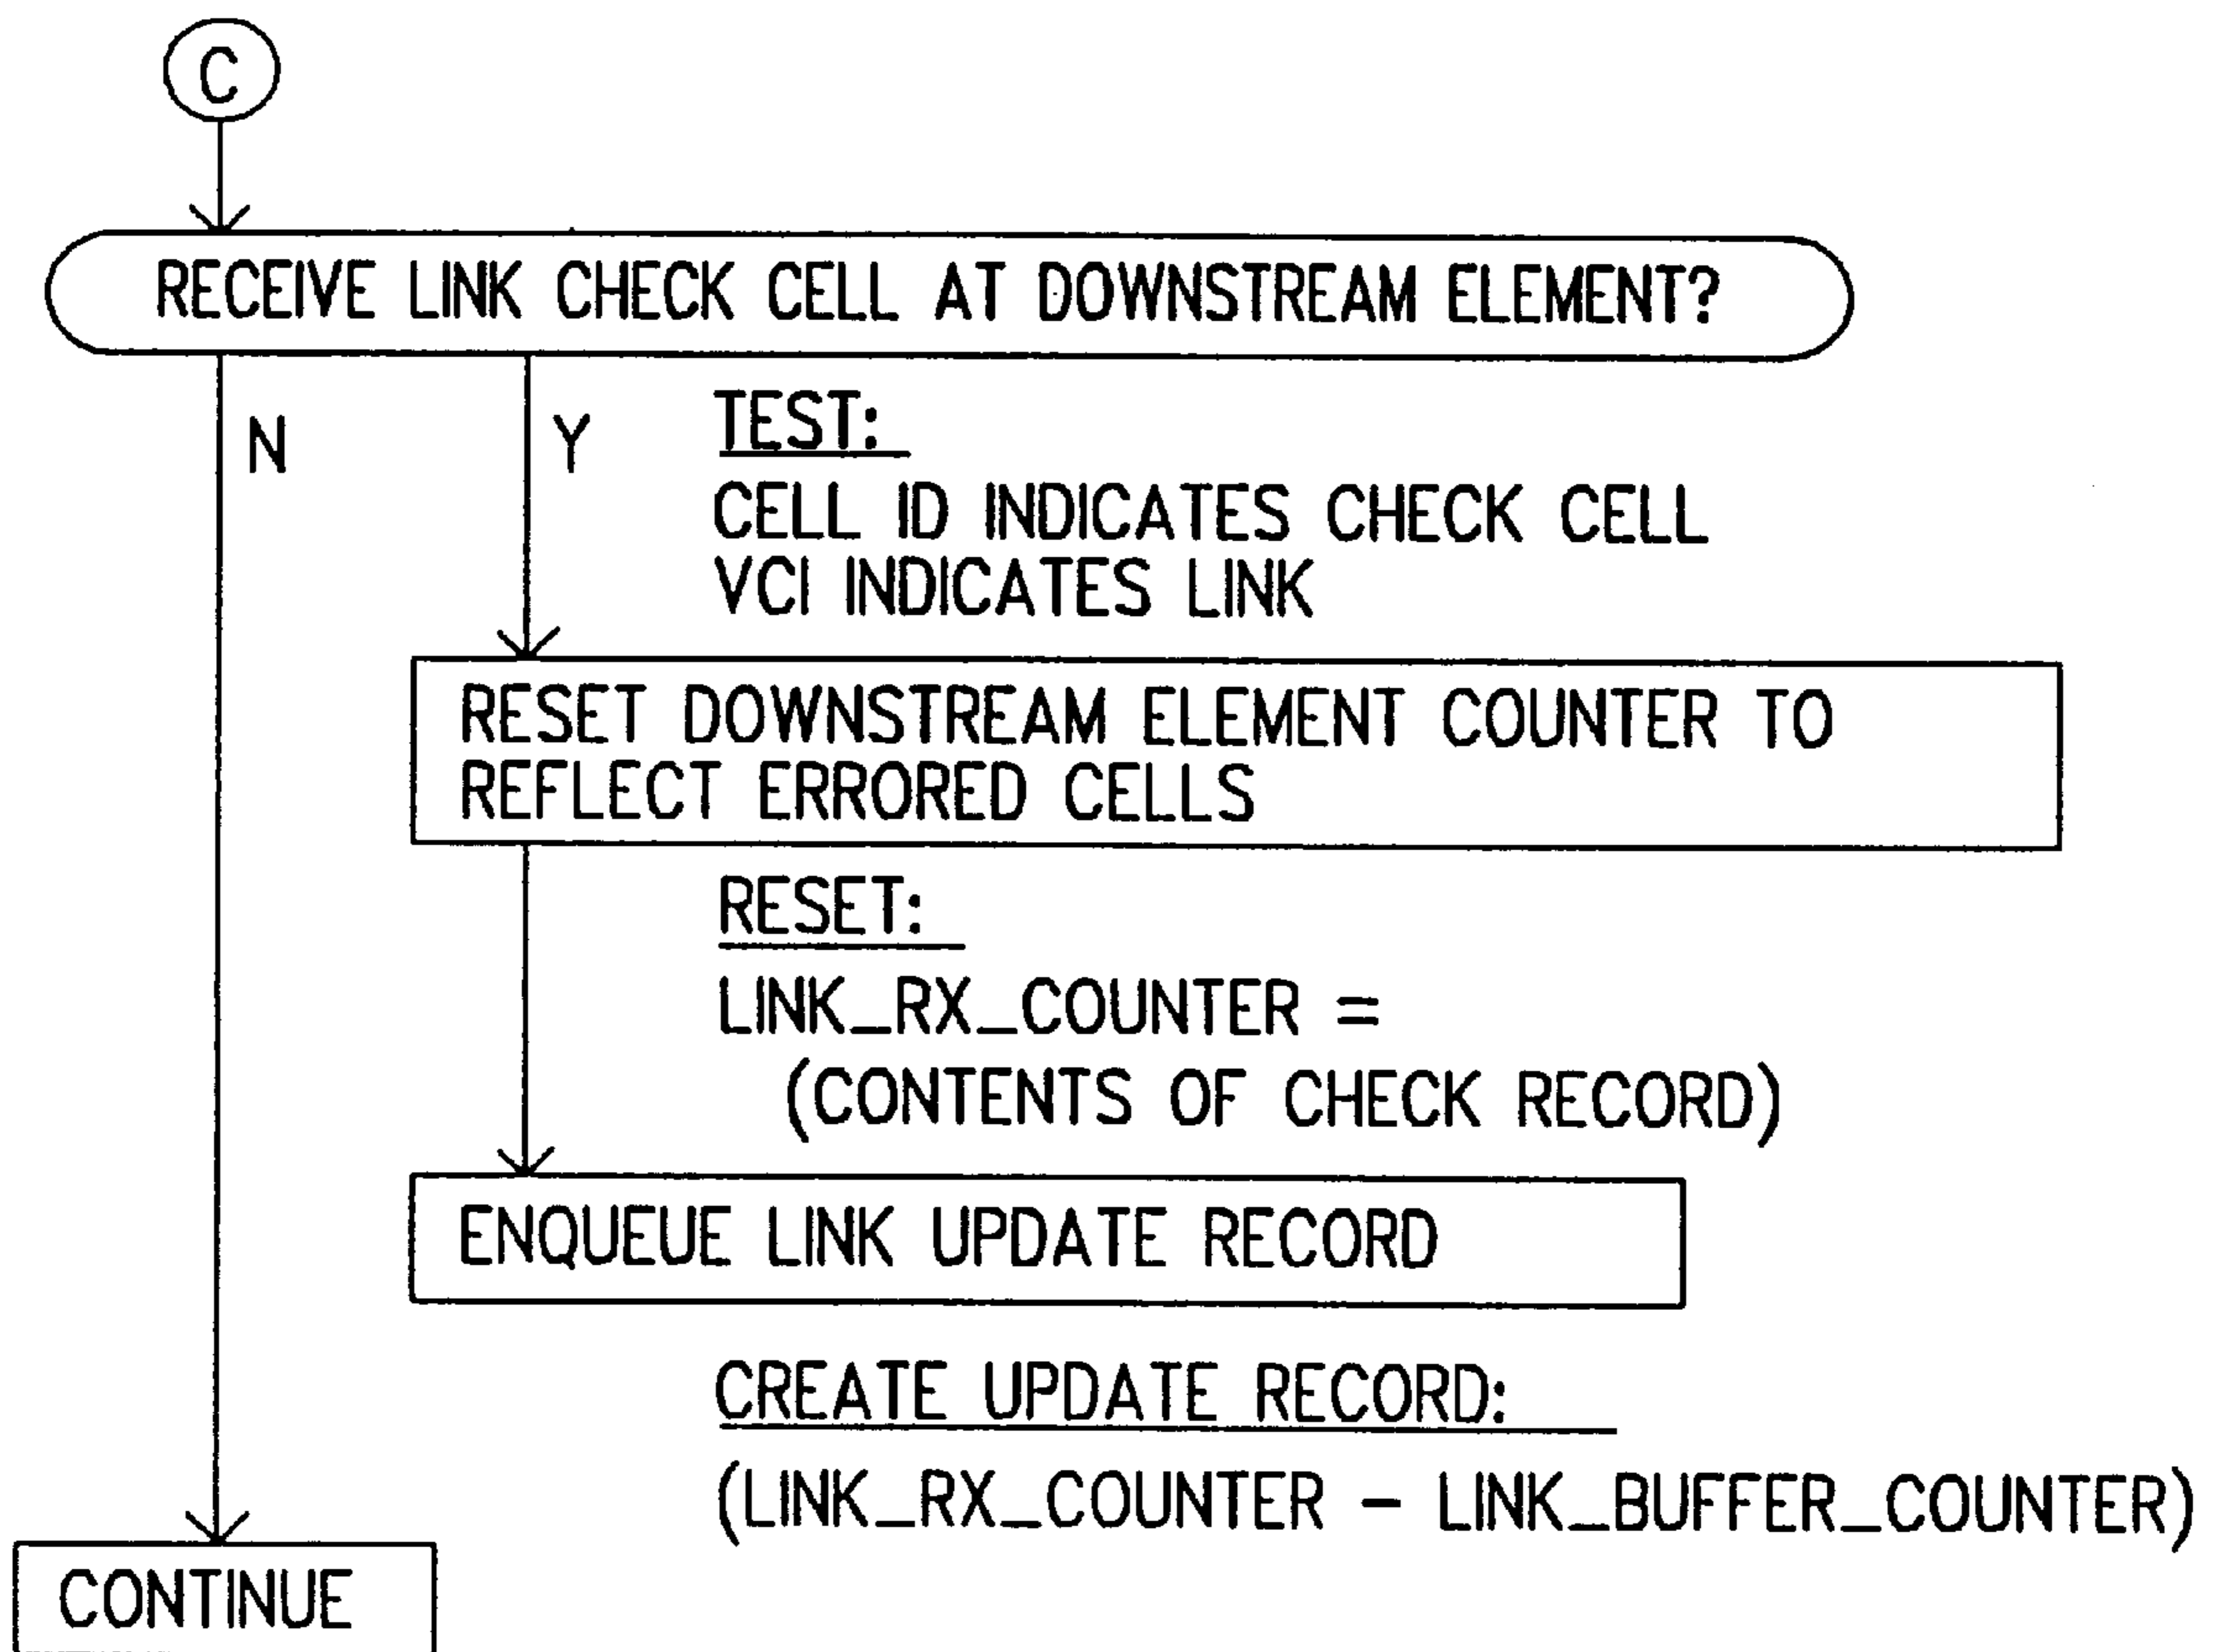 C
RECEIVE LINK CHECK CELL AT DOWNSTREAM ELEMENT?
N
Y
TEST:
CELL ID INDICATES CHECK CELL
VCI INDICATES LINK
RESET DOWNSTREAM ELEMENT COUNTER TO
REFLECT ERRORED CELLS
RESET:
LINK_RX_COUNTER =
(CONTENTS OF CHECK RECORD)
ENQUEUE LINK UPDATE RECORD
CREATE UPDATE RECORD:
(LINK_RX_COUNTER – LINK_BUFFER_COUNTER)
CONTINUE